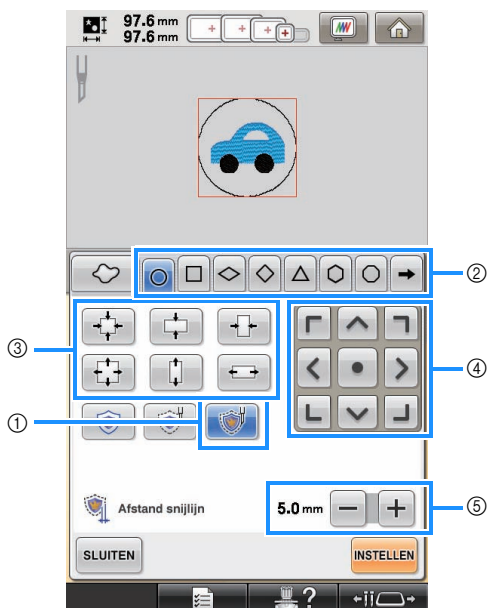 97.6 mm
97.6 mm
②
③
④
①
Afstand snijlijn
5.0 mm
⑤
SLUITEN
INSTELLEN
?